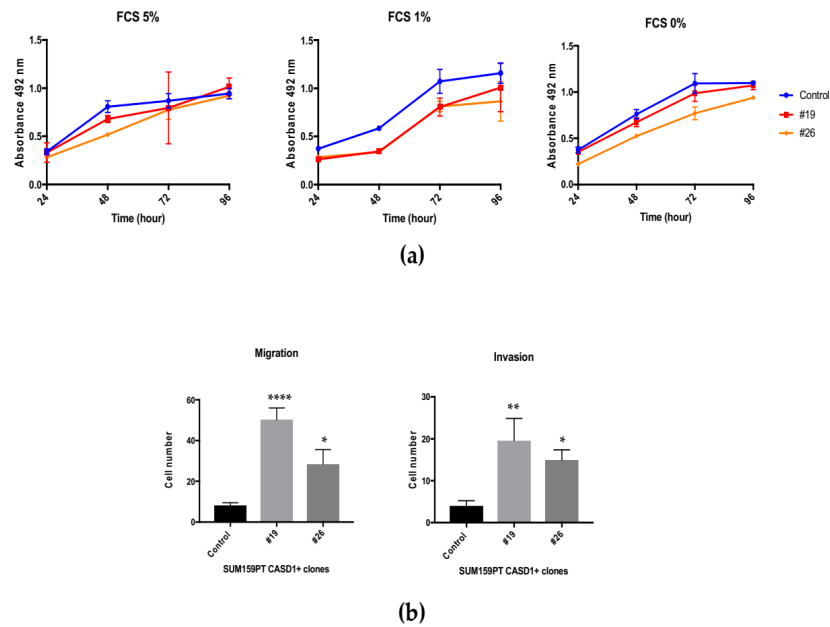 FCS 5%
FCS 1%
FCS 0%
Absorbance 492 nm
1.5
1.0
0.5
0.0
24
48
72
96
Time (hour)
Absorbance 492 nm
1.5
1.0
0.5
0.0
24
48
72
96
Time (hour)
Absorbance 492 nm
1.5
1.0
0.5
0.0
24
48
72
96
Time (hour)
Control
#19
#26
(a)
Migration
Cell number
60
40
20
0
****
*
Control
#19
#26
SUM159PT CASD1+ clones
Invasion
Cell number
30
20
10
0
**
*
Control
#19
#26
SUM159PT CASD1+ clones
(b)